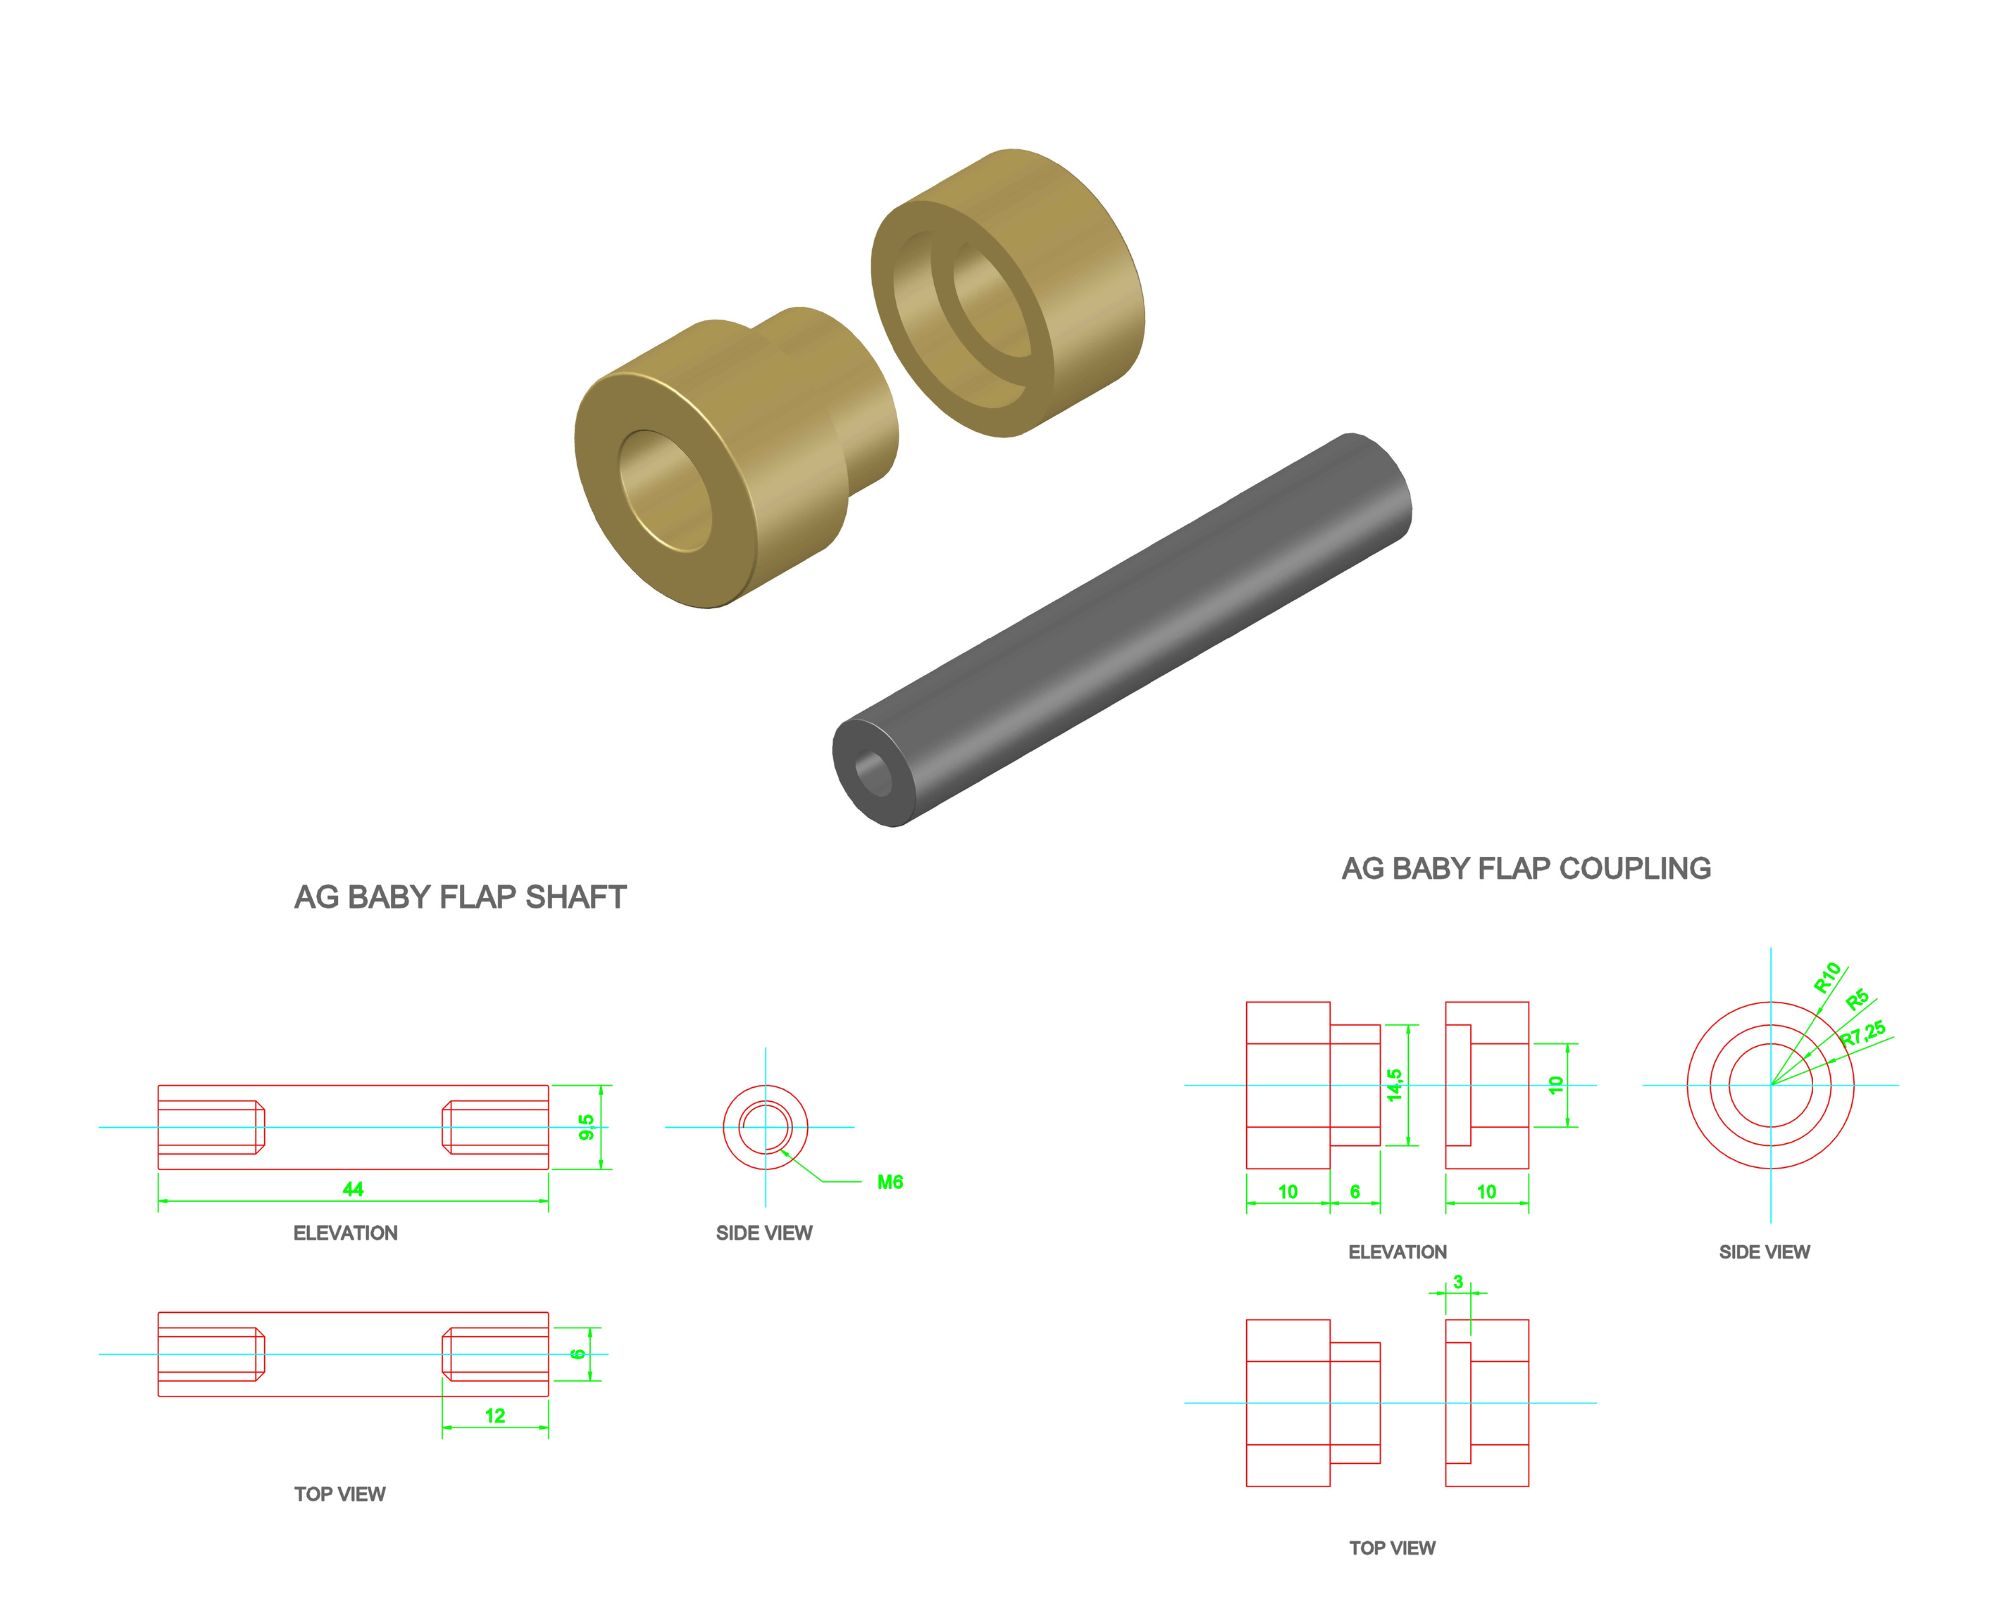 AG BABY FLAP COUPLING
AG BABY FLAP SHAFT
R10
R5
R7,25
14,5
10
9,5
M6
44
10
6
10
ELEVATION
SIDE VIEW
ELEVATION
SIDE VIEW
3
6
12
TOP VIEW
TOP VIEW